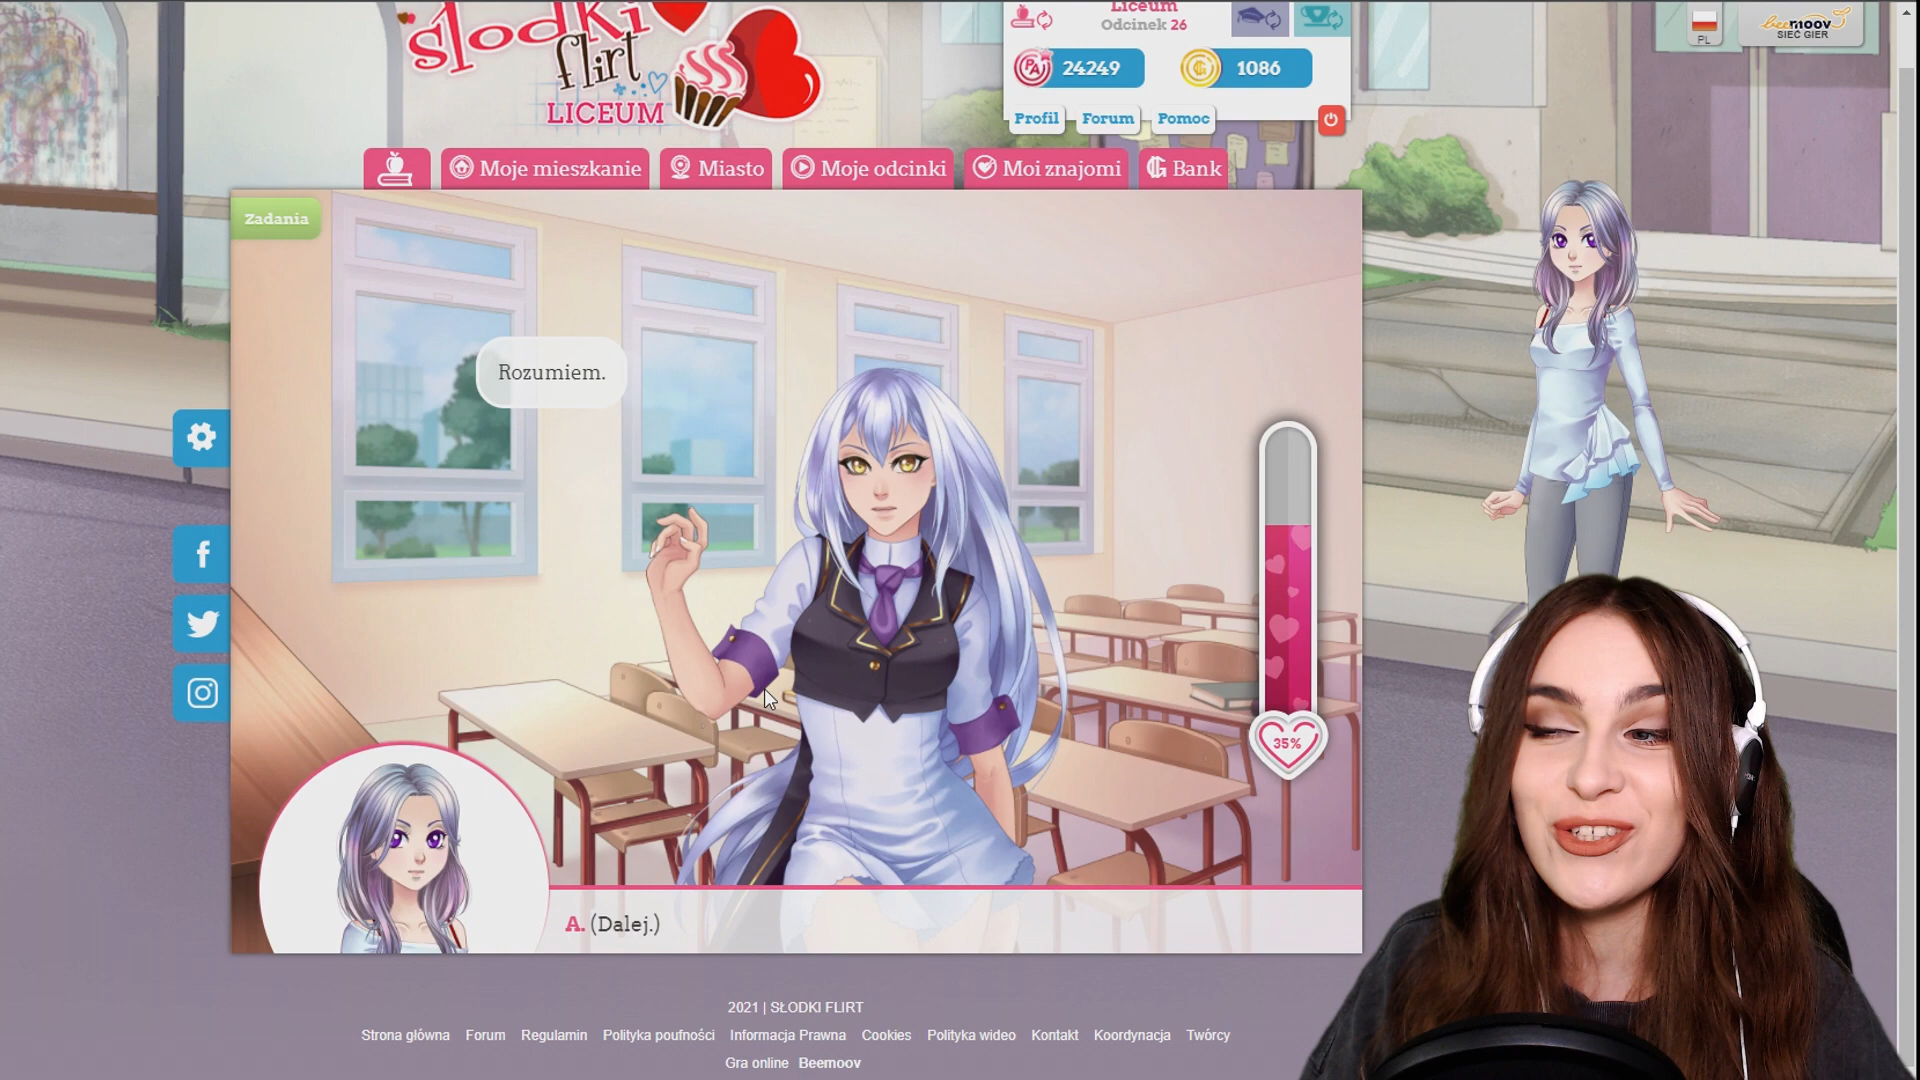 słodki
flirt
LICEUM
Liceum
Odcinek 26
PA 24249
1086
Profil
Forum
Pomoc
PL
beemoov
SIEĆ GIER
Moje mieszkanie
Miasto
Moje odcinki
Moi znajomi
Bank
Zadania
Rozumiem.
35%
A. (Dalej.)
2021 | SŁODKI FLIRT
Strona główna Forum Regulamin Polityka poufności Informacja Prawna Cookies Polityka wideo Kontakt Koordynacja Twórcy
Gra online Beemoov